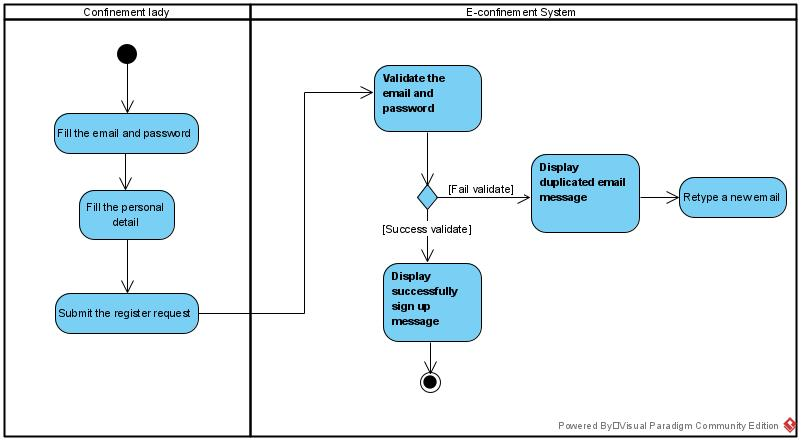 Confinement lady
E-confinement System
Fill the email and password
Fill the personal
detail
Submit the register request
Validate the
email and
password
[Fail validate]
[Success validate]
Display
duplicated email
message
Retype a new email
Display
successfully
sign up
message
Powered By□Visual Paradigm Community Edition